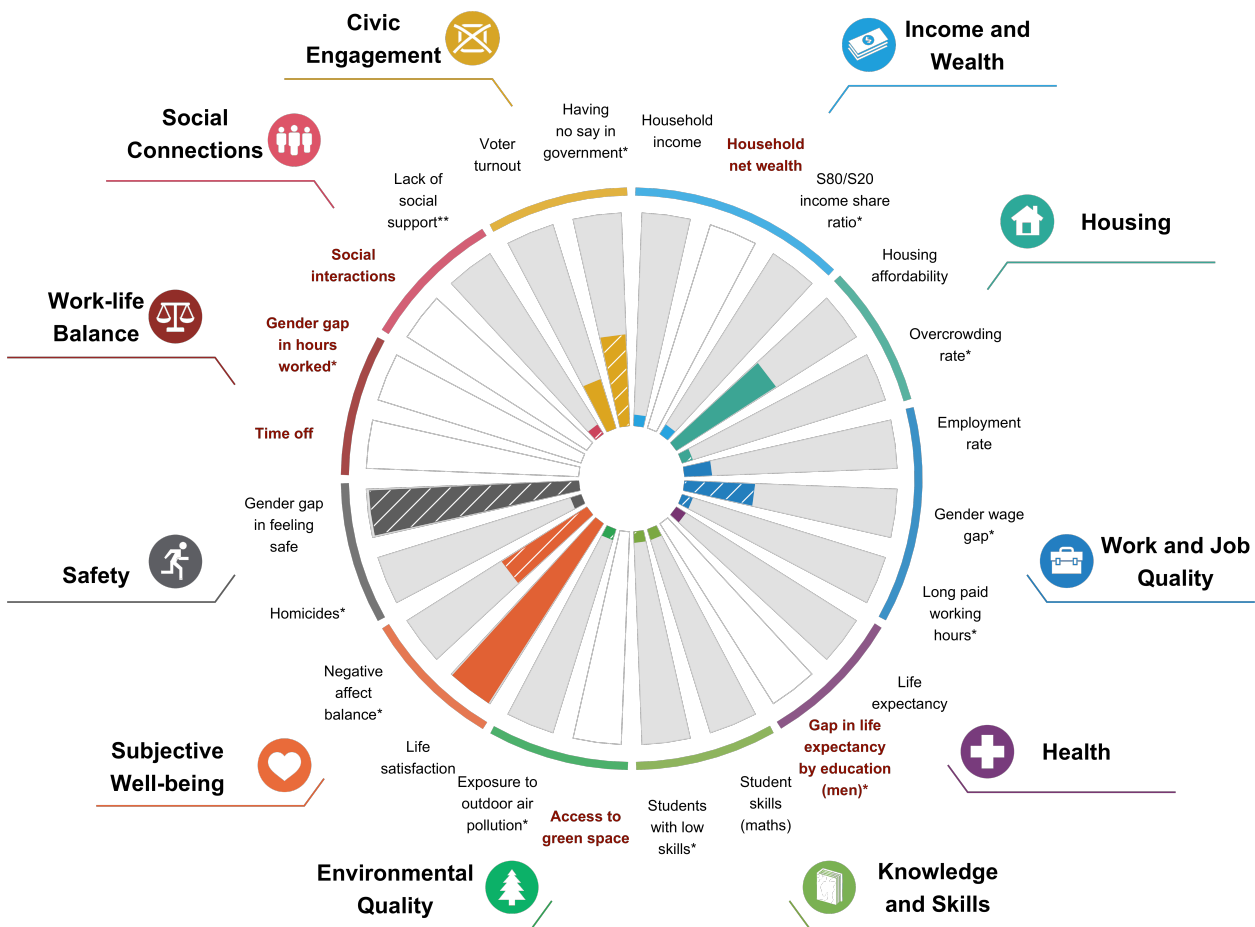 Civic
Engagement
Income and
Wealth
Social
Connections
Having
no say in
government*
Household
income
Voter
turnout
Household
net wealth
Lack of
social
support**
S80/S20
income share
ratio*
Housing
Social
interactions
Housing
affordability
Work-life
Balance
Gender gap
in hours
worked*
Overcrowding
rate*
Time off
Employment
rate
Gender gap
in feeling
safe
Gender wage
gap*
Work and Job
Quality
Safety
Homicides*
Long paid
working
hours*
Negative
affect
balance*
Life
expectancy
Subjective
Well-being
Life
satisfaction
Gap in life
expectancy
by education
(men)*
Health
Exposure to
outdoor air
pollution*
Access to
green space
Students
with low
skills*
Student
skills
(maths)
Environmental
Quality
Knowledge
and Skills